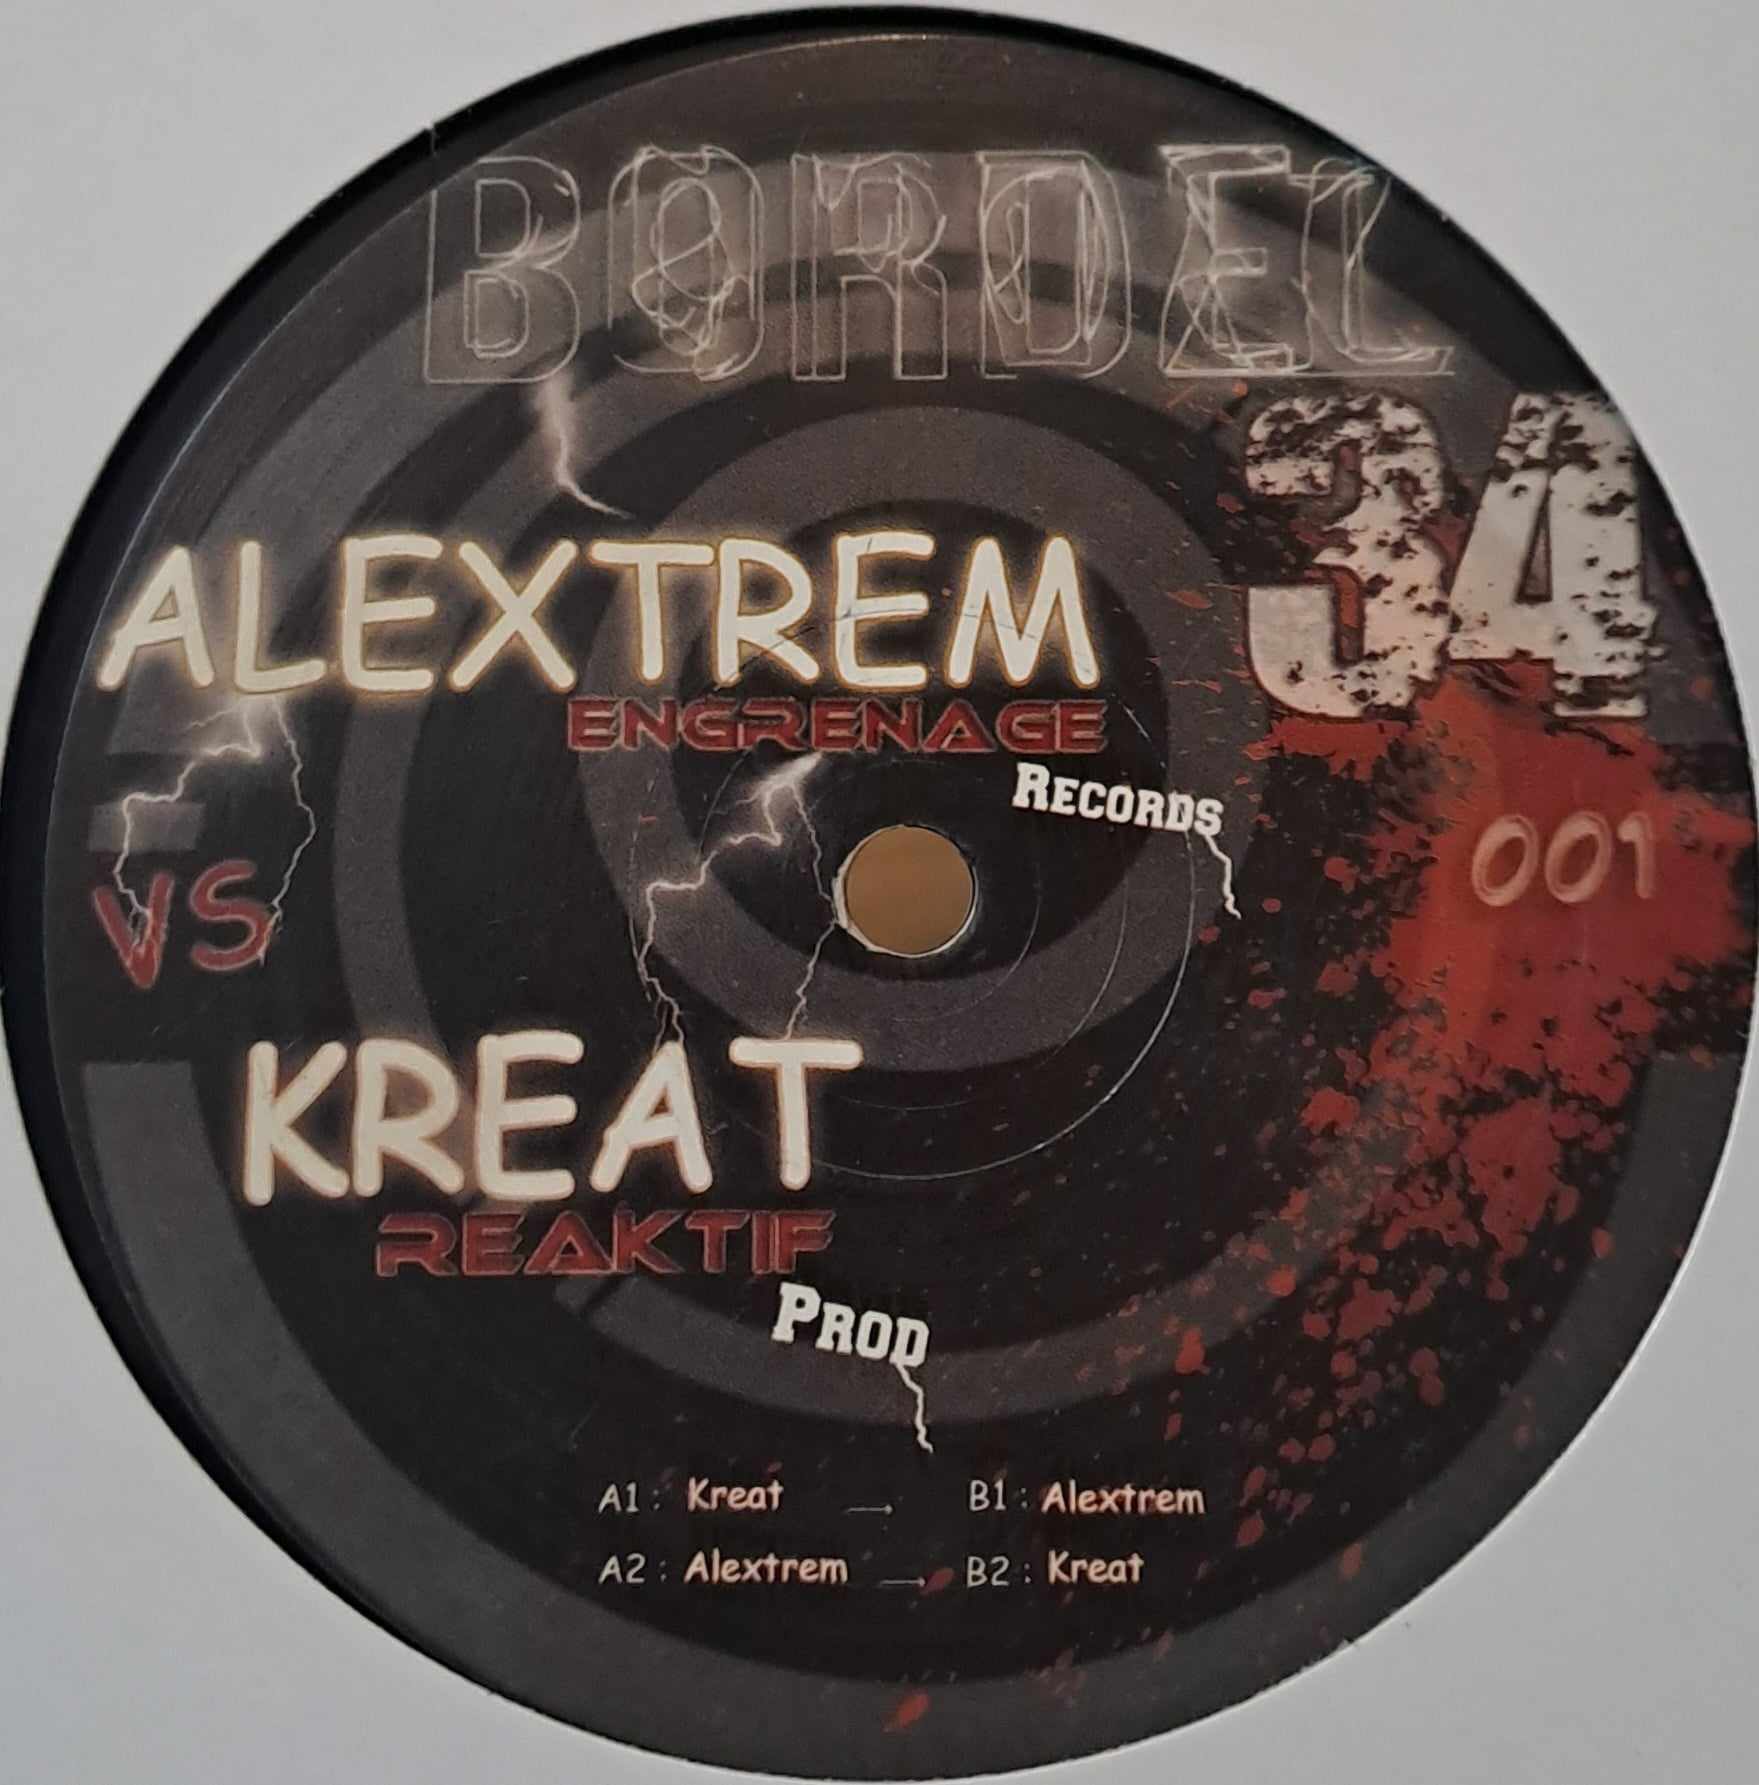 BORDEL
34
ALEXTREM
ENGRENAGE
RECORDS
001
VS
KREAT
REAKTIF
PROD
A1 : Kreat → B1 : Alextrem
A2 : Alextrem → B2 : Kreat